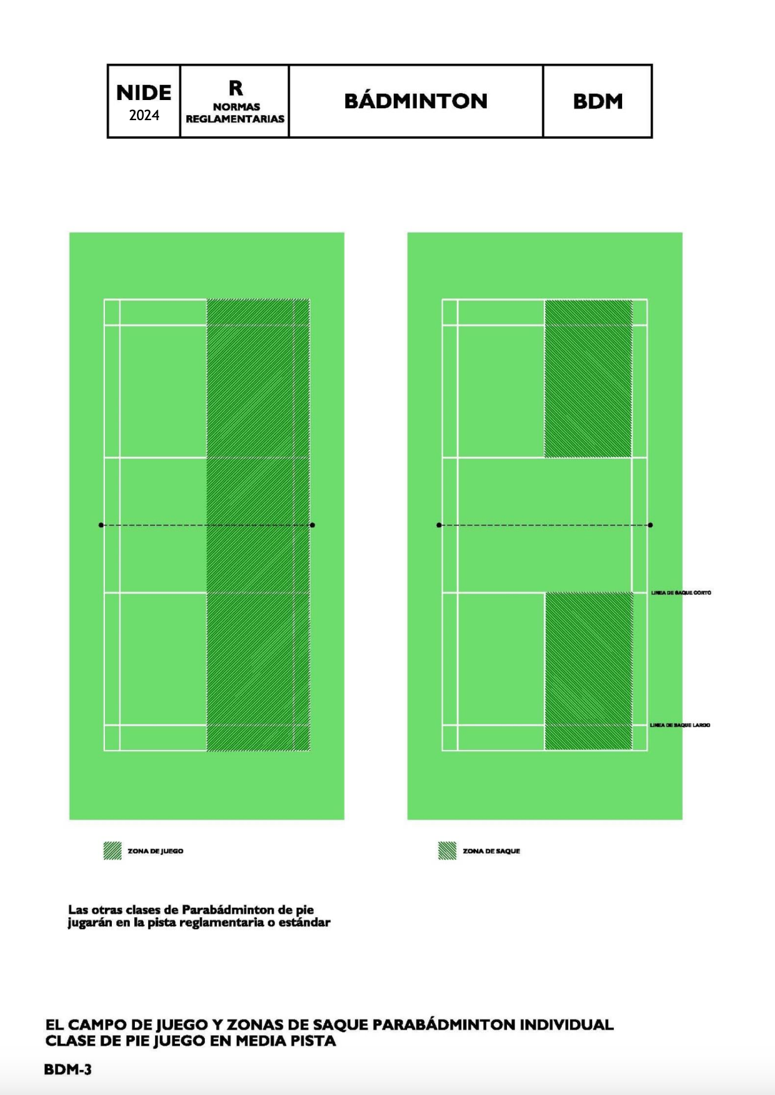 NIDE
2024
R
NORMAS
REGLAMENTARIAS
BÁDMINTON
BDM
LINEA DE SAQUE CORTO
LINEA DE SAQUE LARGO
ZONA DE JUEGO
ZONA DE SAQUE
Las otras clases de Parabádminton de pie
jugarán en la pista reglamentaria o estándar
EL CAMPO DE JUEGO Y ZONAS DE SAQUE PARABÁDMINTON INDIVIDUAL
CLASE DE PIE JUEGO EN MEDIA PISTA
BDM-3